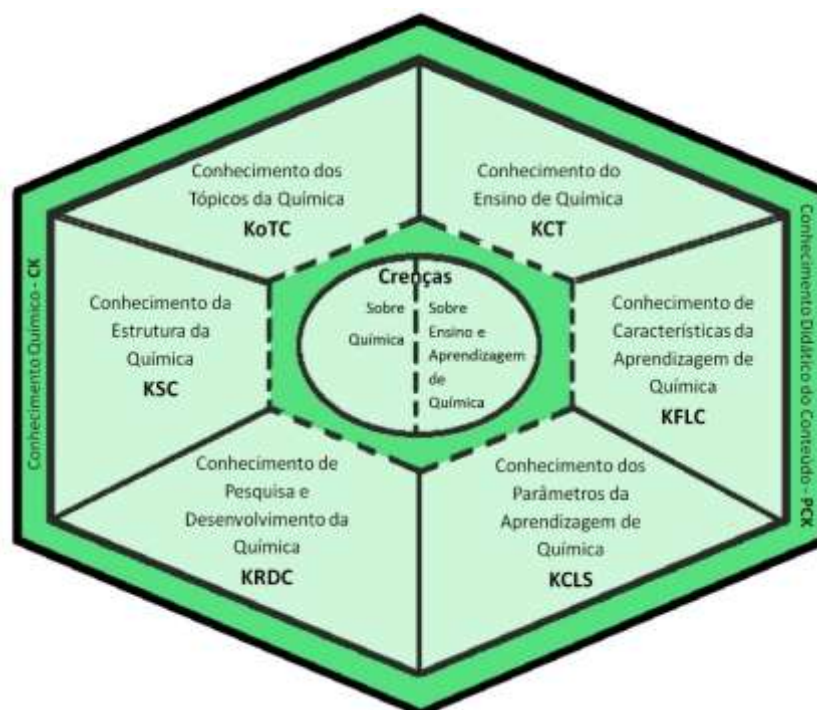 Conhecimento dos
Tópicos da Química
KoTC
Conhecimento do
Ensino de Química
KCT
Conhecimento Químico - CK
Conhecimento da
Estrutura da
Química
KSC
Crenças
Sobre
Química
Sobre
Ensino e
Aprendizagem
de
Química
Conhecimento de
Características da
Aprendizagem de
Química
KFLC
Conhecimento Didático do Conteúdo - PCK
Conhecimento de
Pesquisa e
Desenvolvimento da
Química
KRDC
Conhecimento dos
Parâmetros da
Aprendizagem de
Química
KCLS